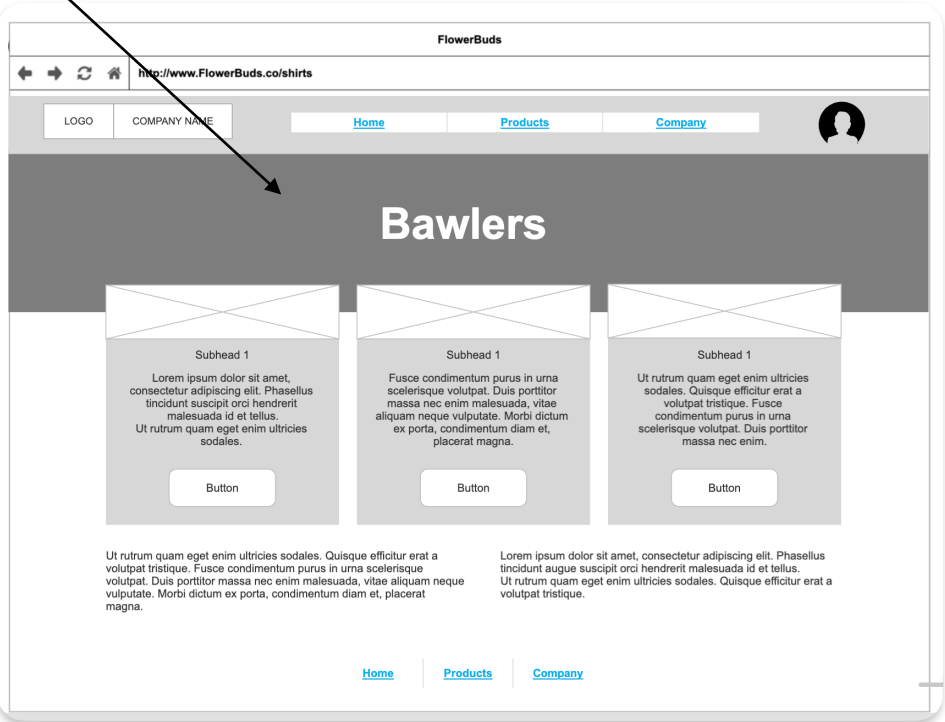 FlowerBuds
http://www.FlowerBuds.co/shirts
LOGO
COMPANY NAME
Home
Products
Company
Bawlers
Subhead 1
Lorem ipsum dolor sit amet,
consectetur adipiscing elit. Phasellus
tincidunt suscipit orci hendrerit
malesuada id et tellus.
Ut rutrum quam eget enim ultricies
sodales.
Button
Subhead 1
Fusce condimentum purus in urna
scelerisque volutpat. Duis porttitor
massa nec enim malesuada, vitae
aliquam neque vulputate. Morbi dictum
ex porta, condimentum diam et,
placerat magna.
Button
Subhead 1
Ut rutrum quam eget enim ultricies
sodales. Quisque efficitur erat a
volutpat tristique. Fusce
condimentum purus in urna
scelerisque volutpat. Duis porttitor
massa nec enim.
Button
Ut rutrum quam eget enim ultricies sodales. Quisque efficitur erat a
volutpat tristique. Fusce condimentum purus in urna scelerisque
volutpat. Duis porttitor massa nec enim malesuada, vitae aliquam neque
vulputate. Morbi dictum ex porta, condimentum diam et, placerat
magna.
Lorem ipsum dolor sit amet, consectetur adipiscing elit. Phasellus
tincidunt augue suscipit orci hendrerit malesuada id et tellus.
Ut rutrum quam eget enim ultricies sodales. Quisque efficitur erat a
volutpat tristique.
Home
Products
Company